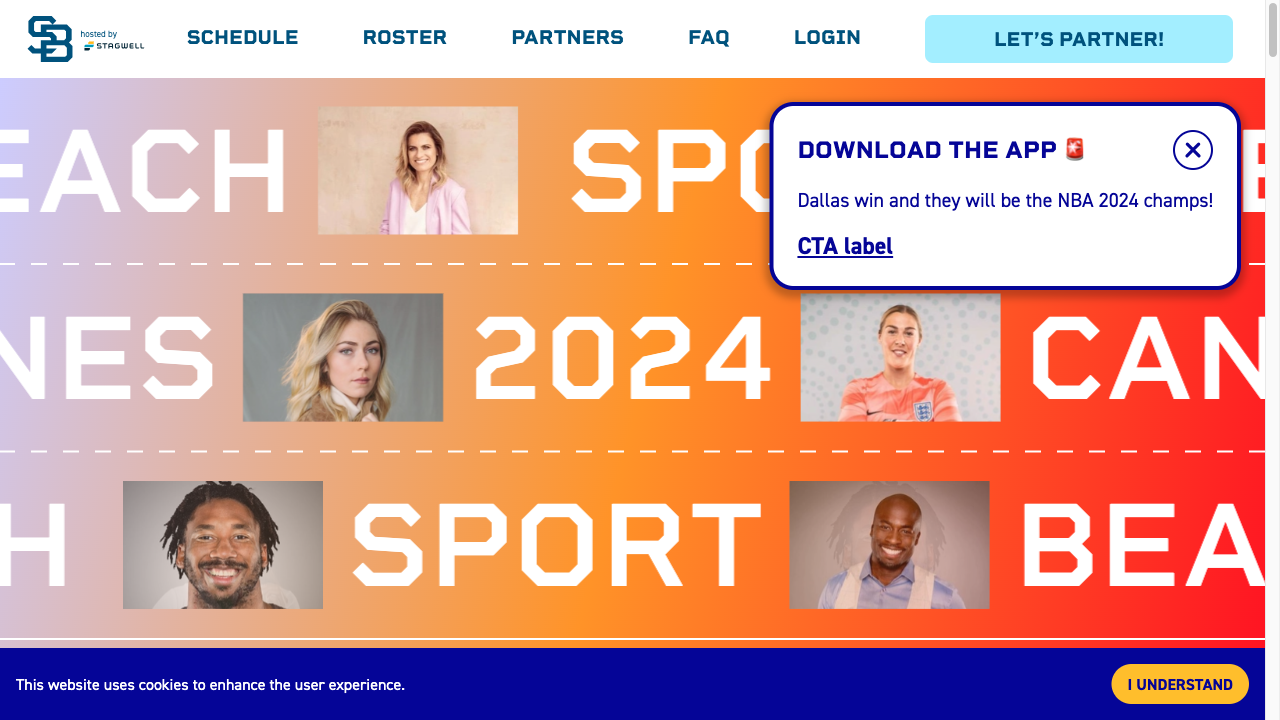 SB hosted by
STAGWELL
SCHEDULE ROSTER PARTNERS FAQ LOGIN LET’S PARTNER!
EACH SPO
DOWNLOAD THE APP 🚨
Dallas win and they will be the NBA 2024 champs!
CTA label
NES 2024 CAN
H SPORT BEA
This website uses cookies to enhance the user experience.
I UNDERSTAND